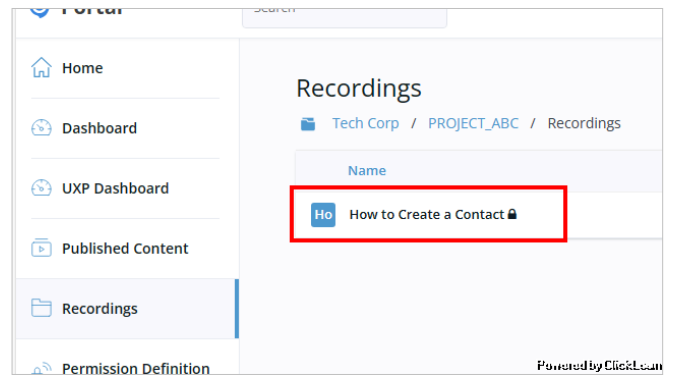 Portal
Search
Home
Recordings
Tech Corp / PROJECT_ABC / Recordings
Dashboard
Name
UXP Dashboard
Ho How to Create a Contact
Published Content
Recordings
Permission Definition
Powered by ClickLearn